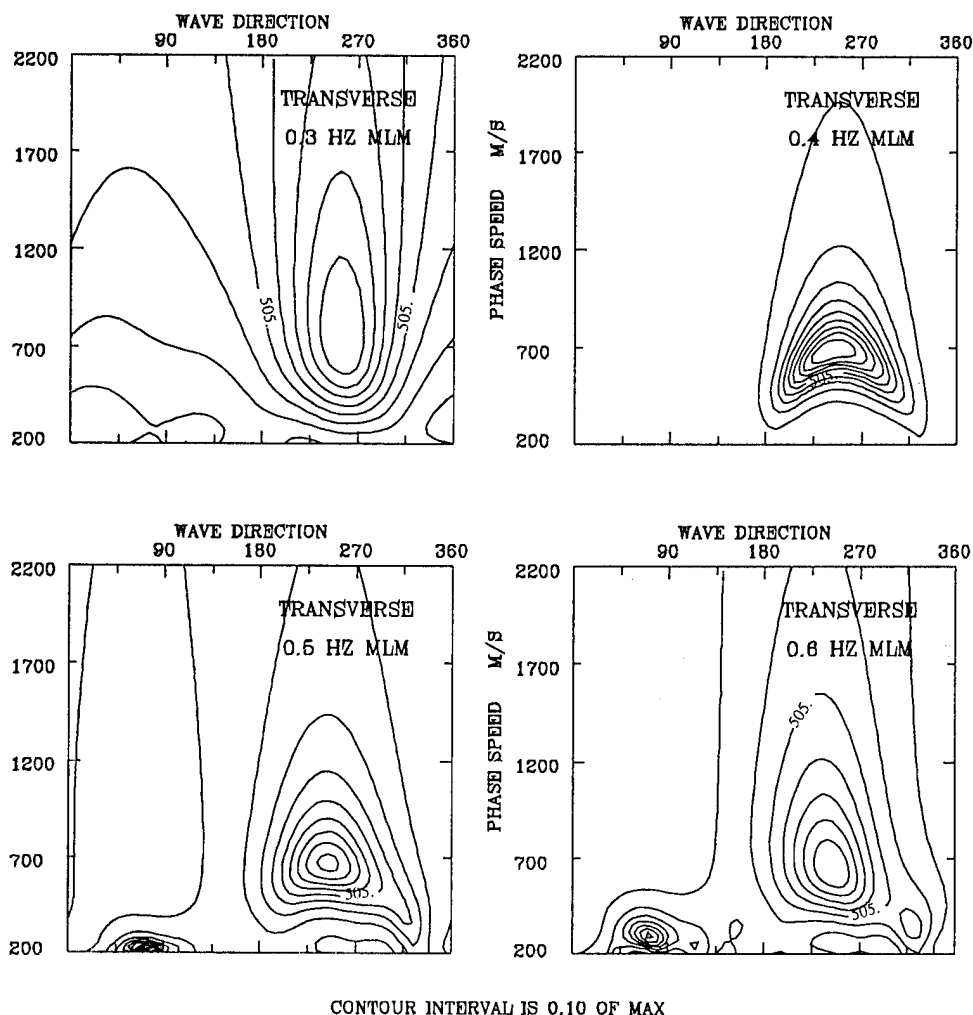 WAVE DIRECTION
90 180 270 360
2200
1700
1200
700
200
TRANSVERSE
0.3 HZ MLM
505.
505.
WAVE DIRECTION
90 180 270 360
PHASE SPEED M/S
2200
1700
1200
700
200
TRANSVERSE
0.4 HZ MLM
505.
WAVE DIRECTION
90 180 270 360
2200
1700
1200
700
200
TRANSVERSE
0.5 HZ MLM
505.
WAVE DIRECTION
90 180 270 360
PHASE SPEED M/S
2200
1700
1200
700
200
TRANSVERSE
0.6 HZ MLM
505.
505.
CONTOUR INTERVAL IS 0.10 OF MAX